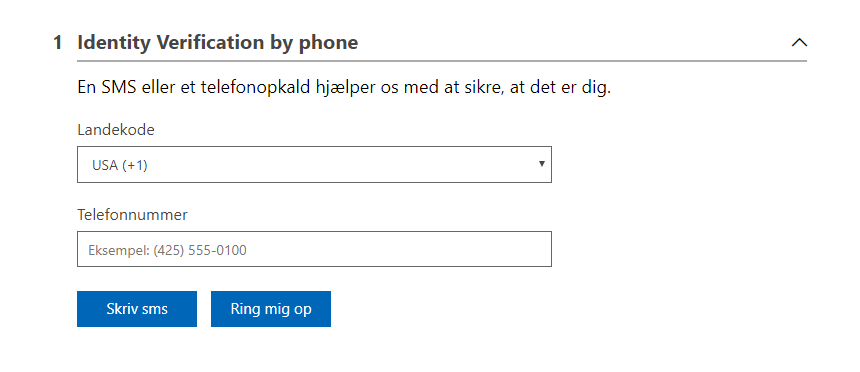 1 Identity Verification by phone
En SMS eller et telefonopkald hjælper os med at sikre, at det er dig.
Landekode
USA (+1)
Telefonnummer
Eksempel: (425) 555-0100
Skriv sms Ring mig op